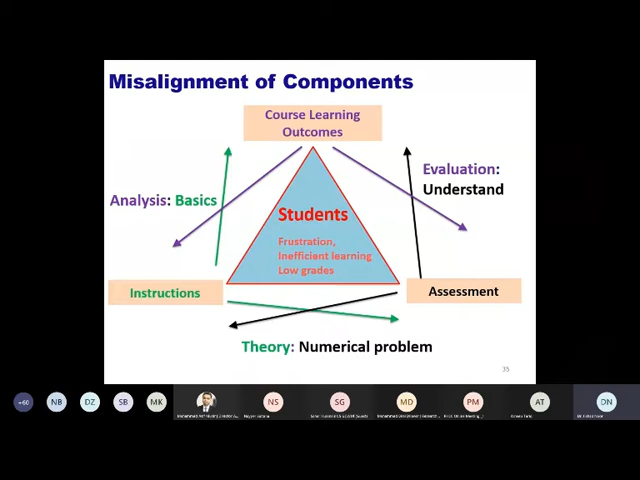 Misalignment of Components
Course Learning
Outcomes
Evaluation:
Understand
Analysis: Basics
Students
Frustration,
Inefficient learning
Low grades
Instructions
Assessment
Theory: Numerical problem
35
+60
NB
DZ
SB
MK
NS
SG
MD
PM
AT
DN